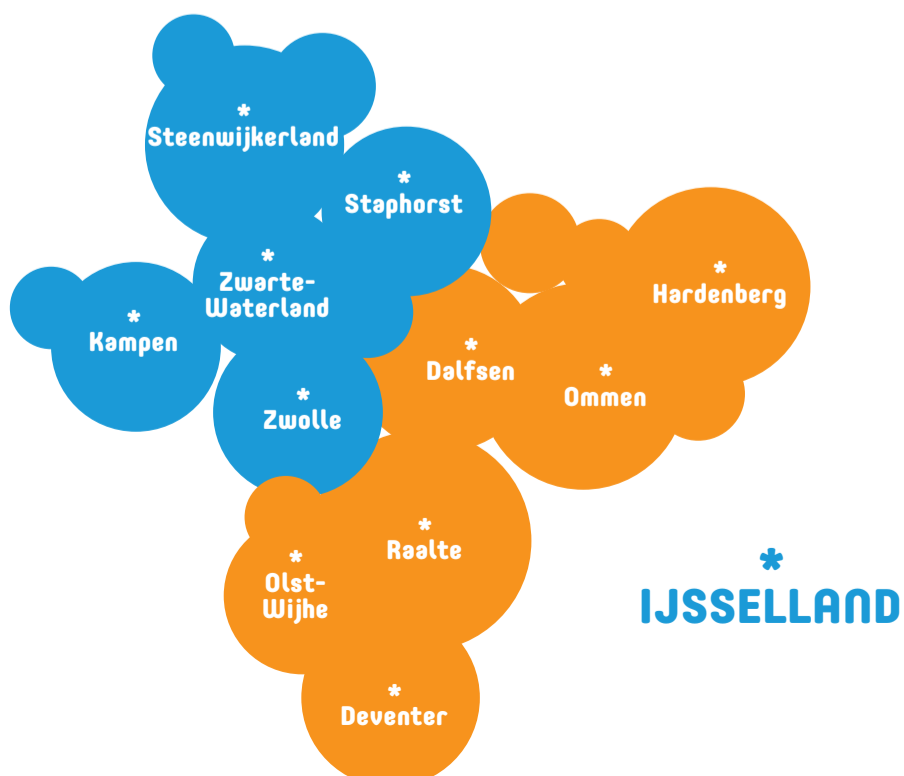 *
Steenwijkerland
*
Staphorst
*
Zwarte-
Waterland
*
Hardenberg
*
Kampen
*
Dalfsen
*
Ommen
*
Zwolle
*
Raalte
*
Olst-
Wijhe
*
IJSSELLAND
*
Deventer